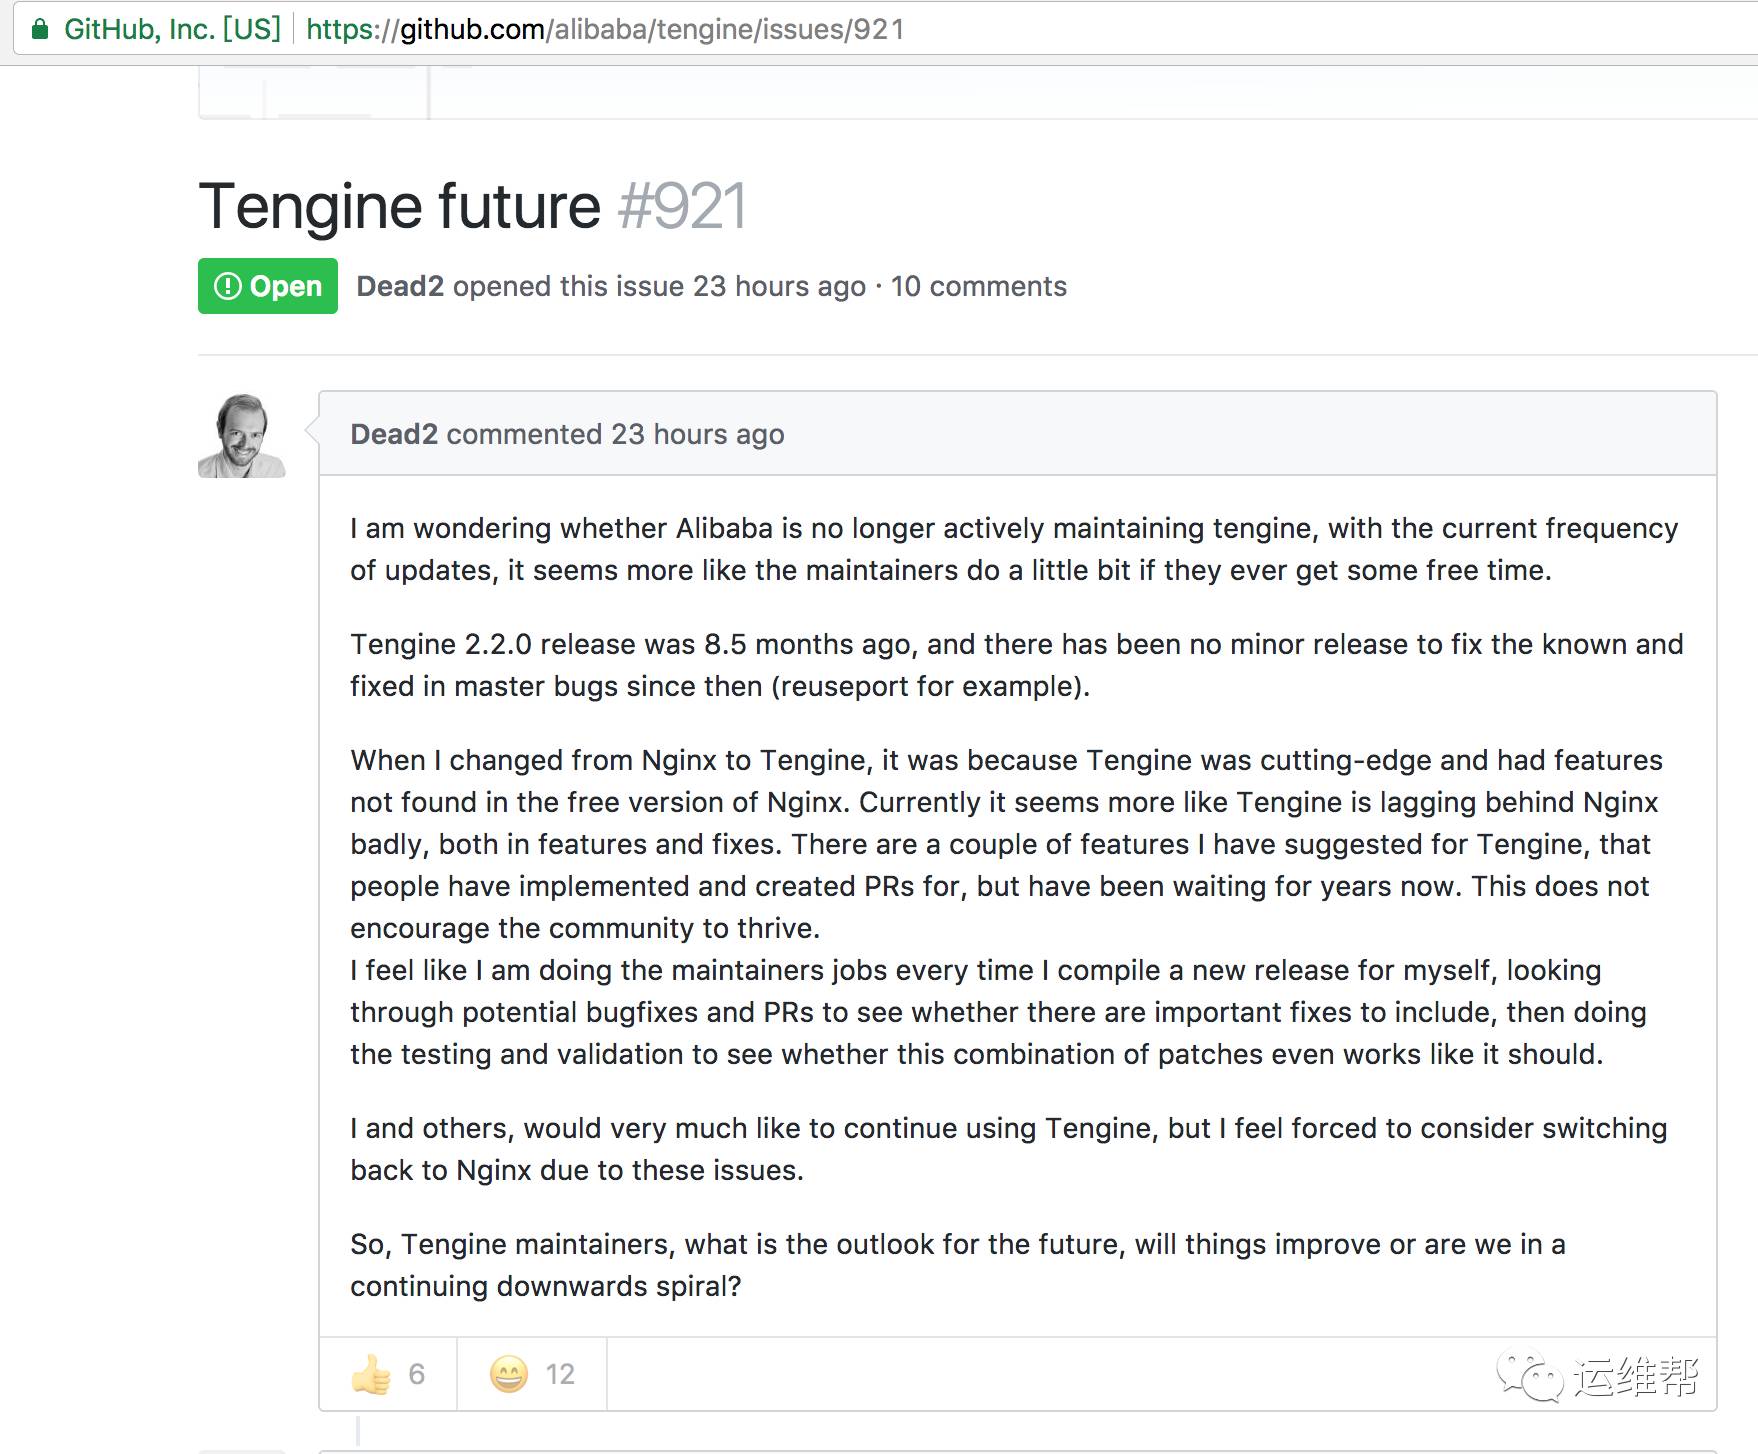 GitHub, Inc. [US] https://github.com/alibaba/tengine/issues/921
Tengine future #921
Open Dead2 opened this issue 23 hours ago · 10 comments
Dead2 commented 23 hours ago
I am wondering whether Alibaba is no longer actively maintaining tengine, with the current frequency
of updates, it seems more like the maintainers do a little bit if they ever get some free time.
Tengine 2.2.0 release was 8.5 months ago, and there has been no minor release to fix the known and
fixed in master bugs since then (reuseport for example).
When I changed from Nginx to Tengine, it was because Tengine was cutting-edge and had features
not found in the free version of Nginx. Currently it seems more like Tengine is lagging behind Nginx
badly, both in features and fixes. There are a couple of features I have suggested for Tengine, that
people have implemented and created PRs for, but have been waiting for years now. This does not
encourage the community to thrive.
I feel like I am doing the maintainers jobs every time I compile a new release for myself, looking
through potential bugfixes and PRs to see whether there are important fixes to include, then doing
the testing and validation to see whether this combination of patches even works like it should.
I and others, would very much like to continue using Tengine, but I feel forced to consider switching
back to Nginx due to these issues.
So, Tengine maintainers, what is the outlook for the future, will things improve or are we in a
continuing downwards spiral?
6 12
运维帮